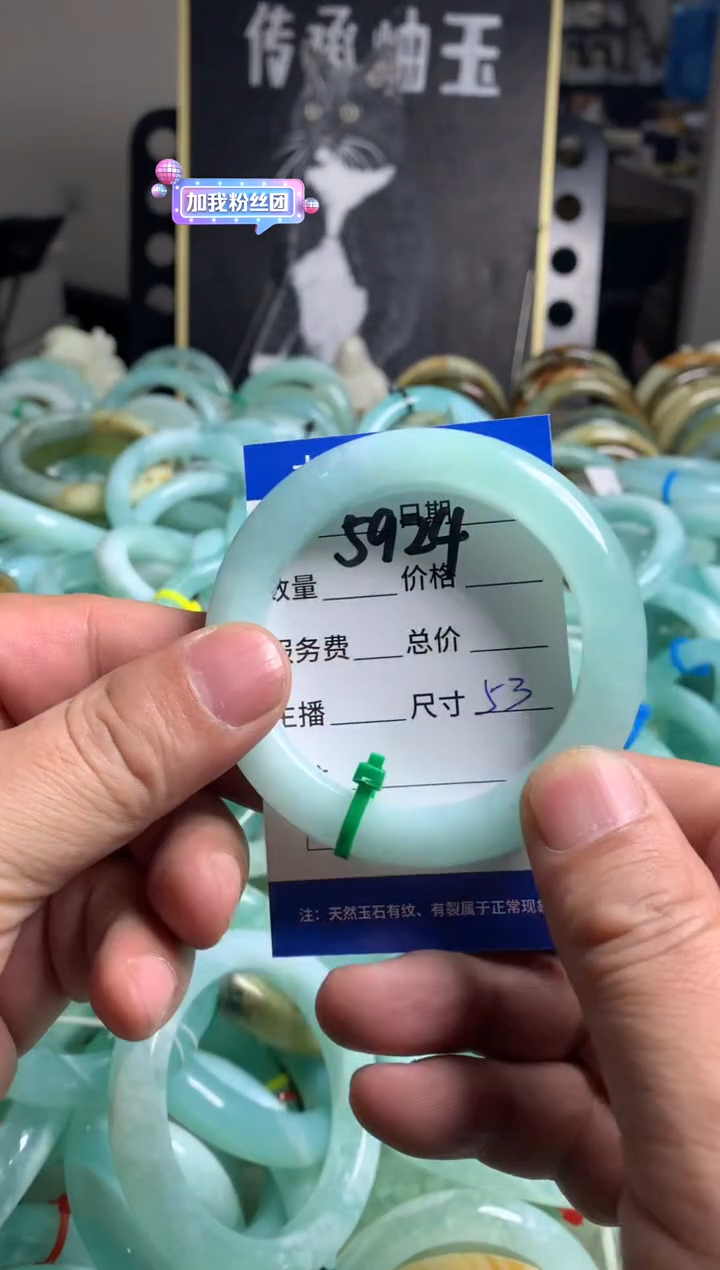 传承岫玉
加我粉丝团
日期
5924
数量 价格
服务费 总价
主播 尺寸 53
注：天然玉石有纹、有裂属于正常现象